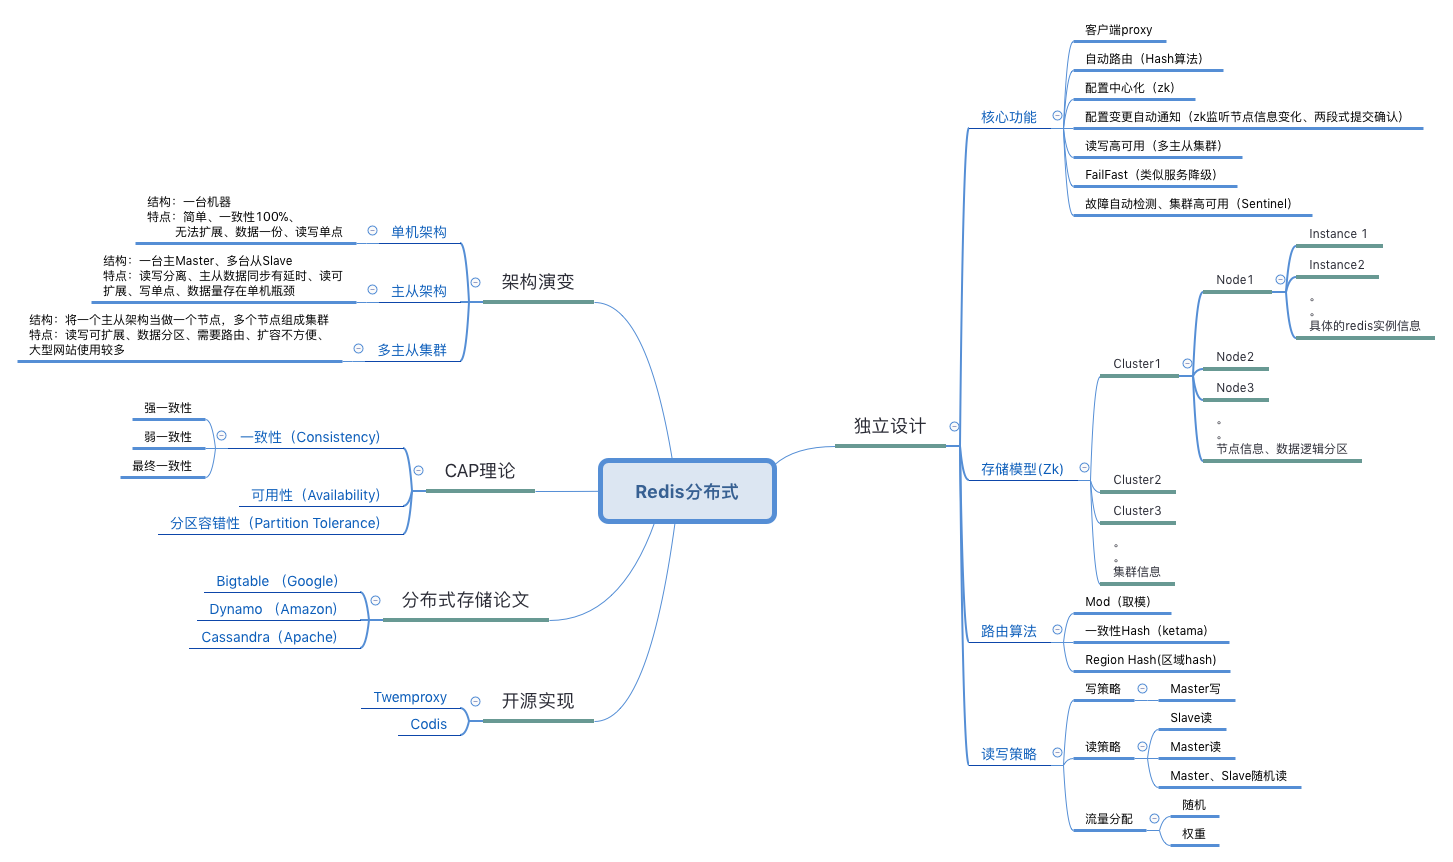 Redis分布式
架构演变
单机架构
结构：一台机器
特点：简单、一致性100%、
无法扩展、数据一份、读写单点
主从架构
结构：一台主Master、多台从Slave
特点：读写分离、主从数据同步有延时、读可
扩展、写单点、数据量存在单机瓶颈
多主从集群
结构：将一个主从架构当做一个节点，多个节点组成集群
特点：读写可扩展、数据分区、需要路由、扩容不方便、
大型网站使用较多
CAP理论
一致性（Consistency）
强一致性
弱一致性
最终一致性
可用性（Availability）
分区容错性（Partition Tolerance）
分布式存储论文
Bigtable （Google）
Dynamo （Amazon）
Cassandra（Apache）
开源实现
Twemproxy
Codis
独立设计
核心功能
客户端proxy
自动路由（Hash算法）
配置中心化（zk）
配置变更自动通知（zk监听节点信息变化、两段式提交确认）
读写高可用（多主从集群）
FailFast（类似服务降级）
故障自动检测、集群高可用（Sentinel）
存储模型(Zk)
Cluster1
Node1
Instance 1
Instance2
。
。
具体的redis实例信息
Node2
Node3
。
。
节点信息、数据逻辑分区
Cluster2
Cluster3
。
。
集群信息
路由算法
Mod（取模）
一致性Hash（ketama）
Region Hash(区域hash)
读写策略
写策略
Master写
读策略
Slave读
Master读
Master、Slave随机读
流量分配
随机
权重